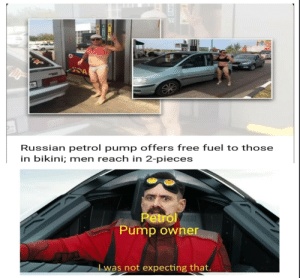 Russian petrol pump offers free fuel to those
in bikini; men reach in 2-pieces
Petrol
Pump owner
I was not expecting that.